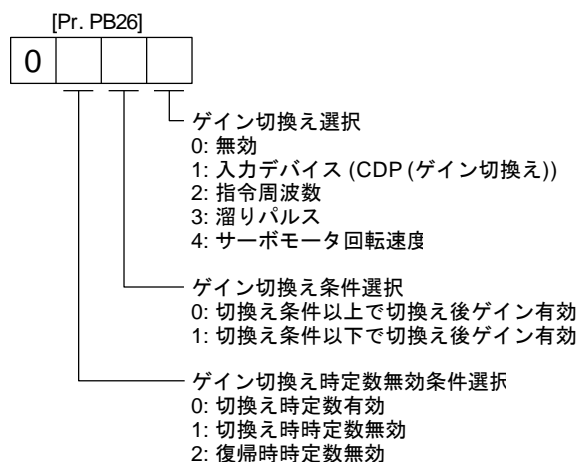 [Pr. PB26]
0
ゲイン切換え選択
0: 無効
1: 入力デバイス (CDP (ゲイン切換え))
2: 指令周波数
3: 溜りパルス
4: サーボモータ回転速度
ゲイン切換え条件選択
0: 切換え条件以上で切換え後ゲイン有効
1: 切換え条件以下で切換え後ゲイン有効
ゲイン切換え時定数無効条件選択
0: 切換え時定数有効
1: 切換え時時定数無効
2: 復帰時時定数無効